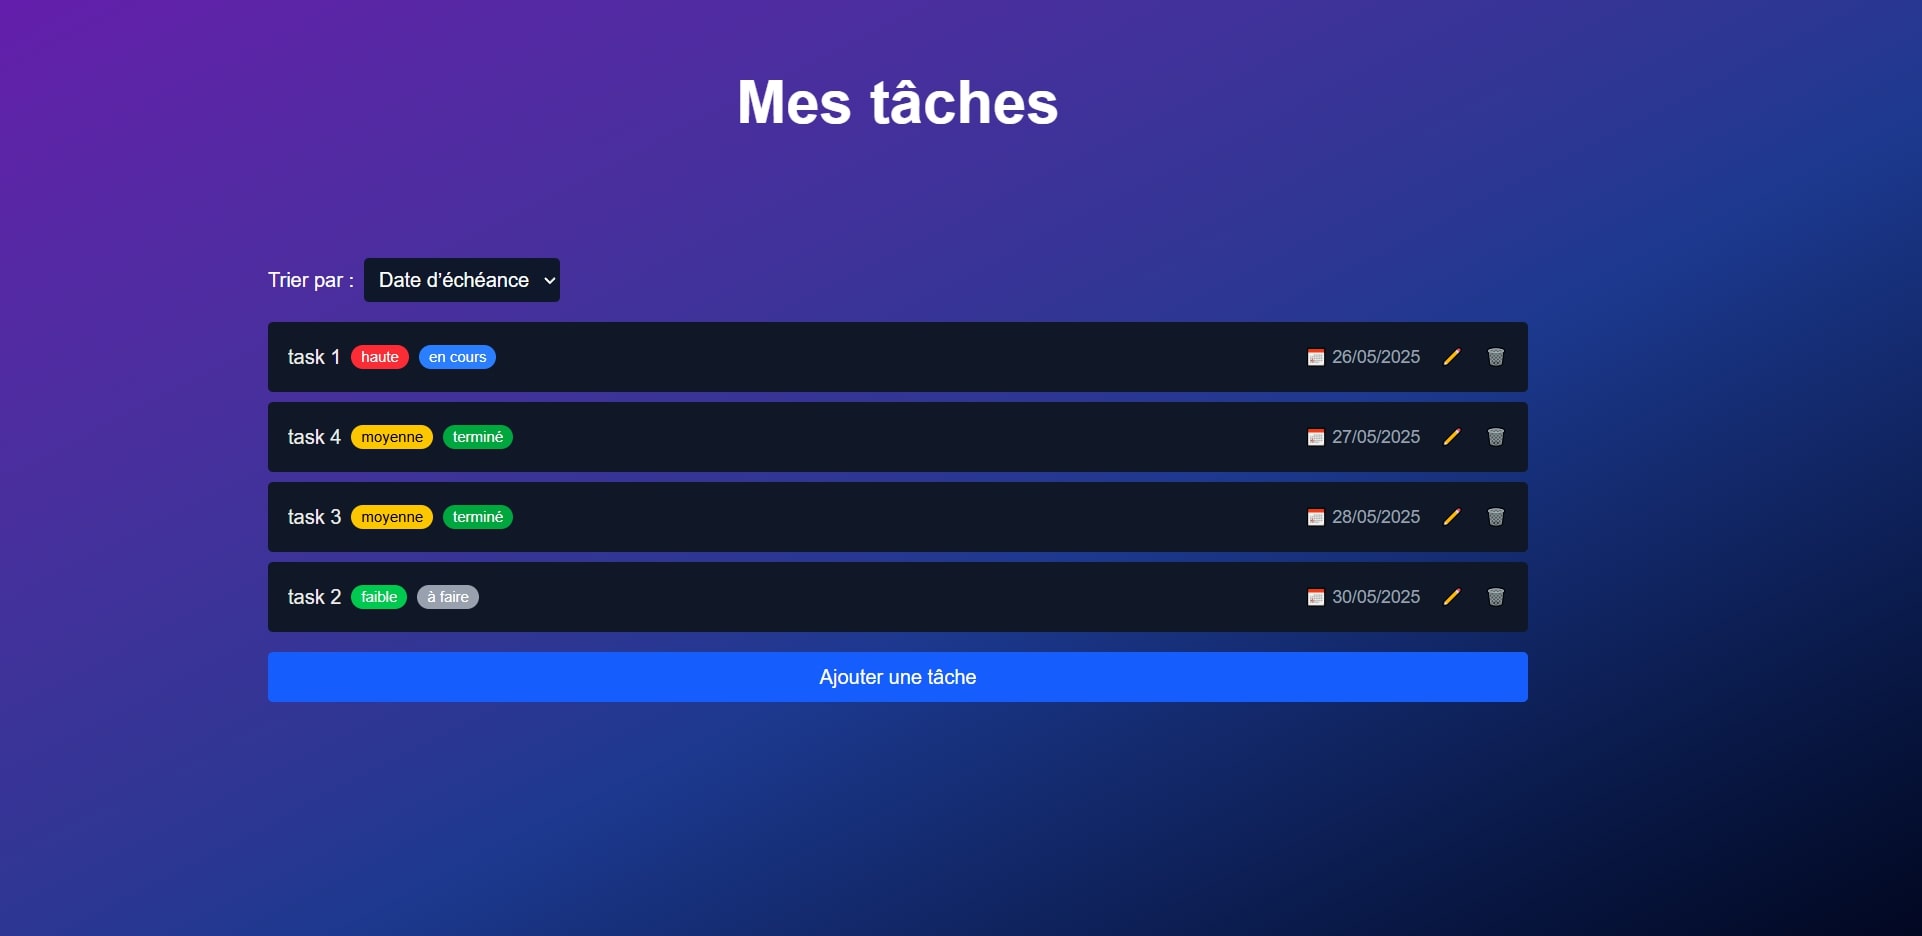 Mes tâches
Trier par : Date d’échéance
task 1 haute en cours 26/05/2025
task 4 moyenne terminé 27/05/2025
task 3 moyenne terminé 28/05/2025
task 2 faible à faire 30/05/2025
Ajouter une tâche